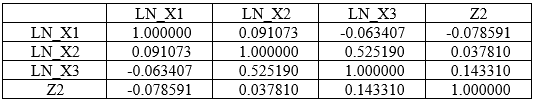 LN_X1 LN_X2 LN_X3 Z2
LN_X1 1.000000 0.091073 -0.063407 -0.078591
LN_X2 0.091073 1.000000 0.525190 0.037810
LN_X3 -0.063407 0.525190 1.000000 0.143310
Z2 -0.078591 0.037810 0.143310 1.000000